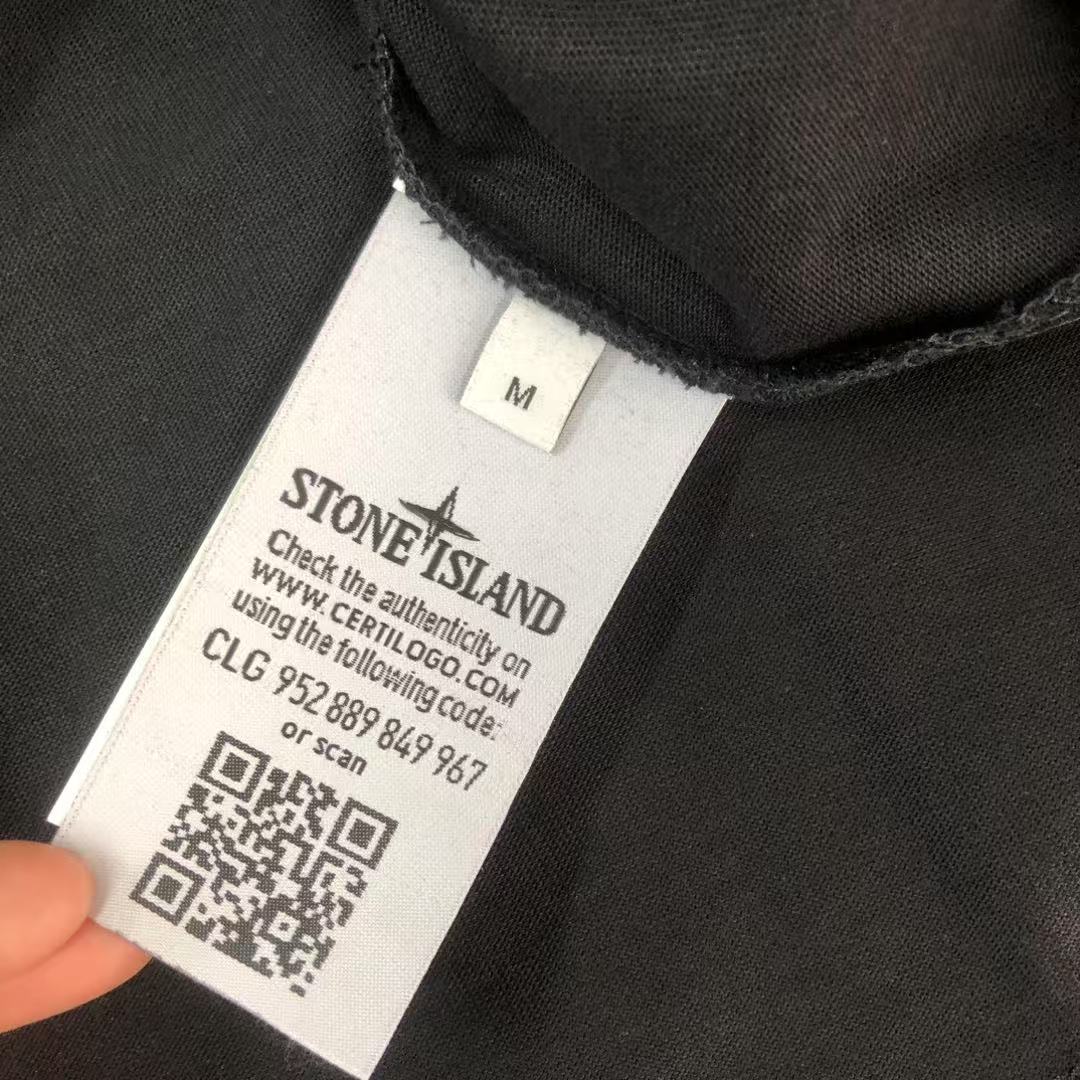 M
STONE ISLAND
Check the authenticity on
WWW.CERTILOGO.COM
using the following code:
CLG 952 889 849 967
or scan